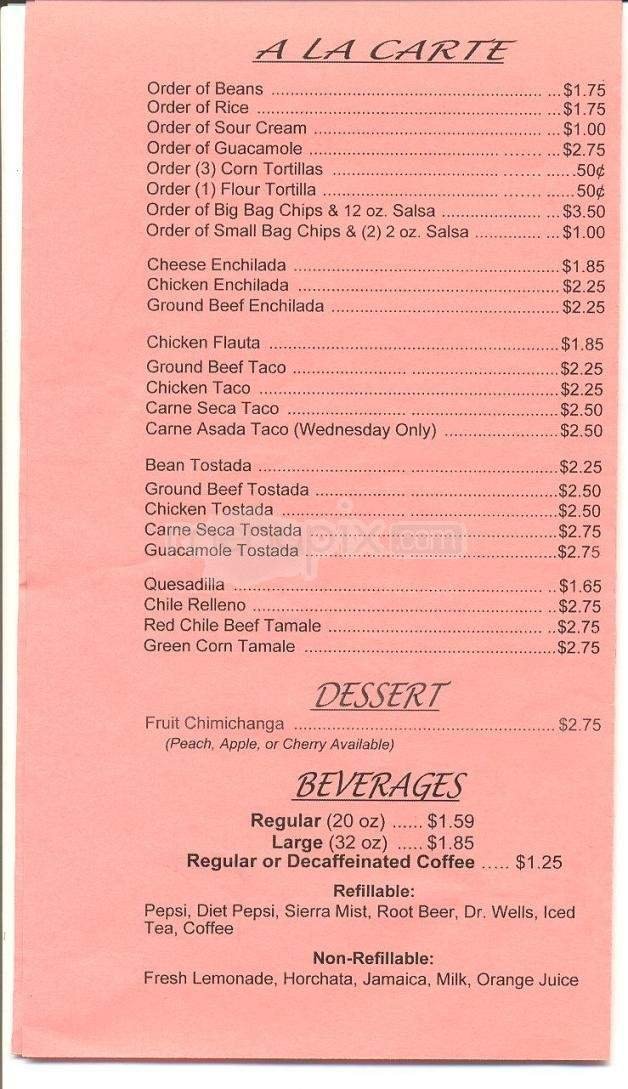 A LA CARTE
Order of Beans ........................................................ ... $1.75
Order of Rice ........................................................... ... $1.75
Order of Sour Cream ................................................ ... $1.00
Order of Guacamole ........................................ ....... ... $2.75
Order (3) Corn Tortillas ................................... ....... ......50¢
Order (1) Flour Tortilla ..................................... ....... ......50¢
Order of Big Bag Chips & 12 oz. Salsa ..................... ... $3.50
Order of Small Bag Chips & (2) 2 oz. Salsa .............. ... $1.00
Cheese Enchilada ........................................................ $1.85
Chicken Enchilada ....................................................... $2.25
Ground Beef Enchilada ................................................ $2.25
Chicken Flauta ............................................................. $1.85
Ground Beef Taco ......................... ............................... $2.25
Chicken Taco ................................ ............................... $2.25
Carne Seca Taco .......................... ............................... $2.50
Carne Asada Taco (Wednesday Only) ........................ $2.50
Bean Tostada ................................ ............................... $2.25
Ground Beef Tostada .................... ............................... $2.50
Chicken Tostada ........................... ............................... $2.50
Carne Seca Tostada ..................... ............................... $2.75
Guacamole Tostada ...................... ............................... $2.75
Quesadilla .................................................................... .. $1.65
Chile Relleno ................................................................ .. $2.75
Red Chile Beef Tamale ............................................... .. $2.75
Green Corn Tamale ..................................................... $2.75
menupix.com
DESSERT
Fruit Chimichanga ....................................................... $2.75
(Peach, Apple, or Cherry Available)
BEVERAGES
Regular (20 oz) ...... $1.59
Large (32 oz) ..... $1.85
Regular or Decaffeinated Coffee ..... $1.25
Refillable:
Pepsi, Diet Pepsi, Sierra Mist, Root Beer, Dr. Wells, Iced
Tea, Coffee
Non-Refillable:
Fresh Lemonade, Horchata, Jamaica, Milk, Orange Juice